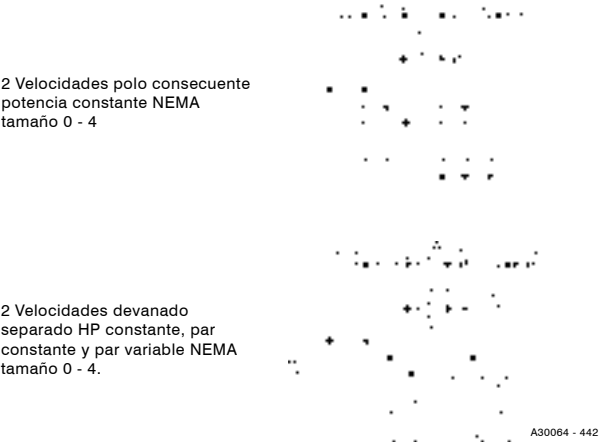 2 Velocidades polo consecuente
potencia constante NEMA
tamaño 0 - 4
2 Velocidades devanado
separado HP constante, par
constante y par variable NEMA
tamaño 0 - 4.
A30064 - 442